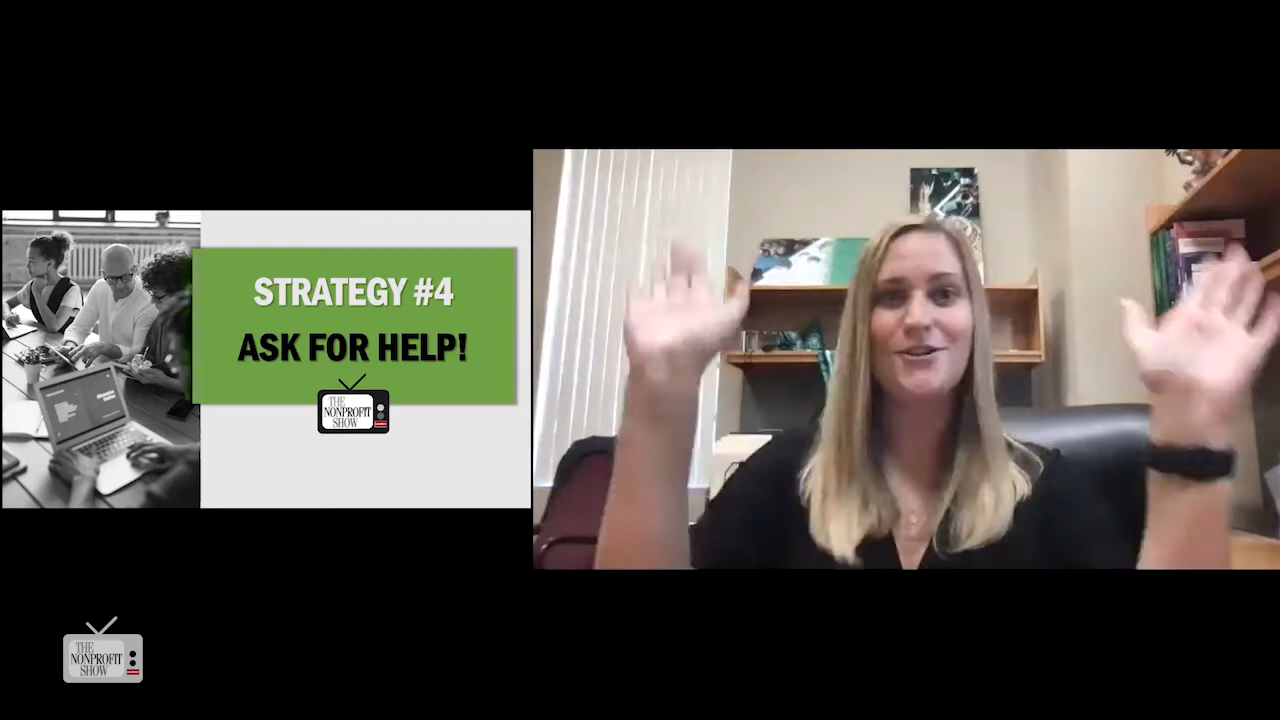 STRATEGY #4
ASK FOR HELP!
THE
NONPROFIT
SHOW
THE
NONPROFIT
SHOW